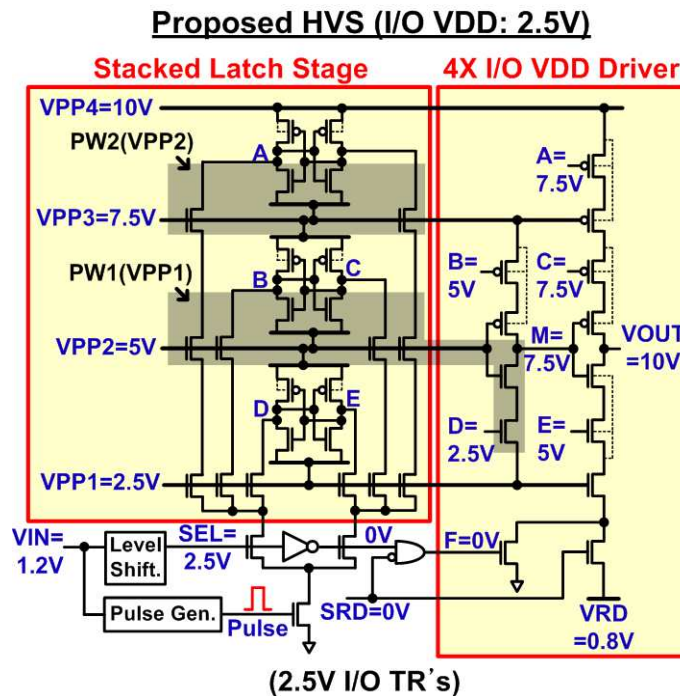 Proposed HVS (I/O VDD: 2.5V)
Stacked Latch Stage
4X I/O VDD Driver
VPP4=10V
PW2(VPP2)
A
A=
7.5V
VPP3=7.5V
PW1(VPP1)
B
C
B=
5V
C=
7.5V
VPP2=5V
M=
7.5V
VOUT
=10V
D
E
D=
2.5V
E=
5V
VPP1=2.5V
VIN=
1.2V
Level
Shift.
SEL=
2.5V
0V
F=0V
Pulse Gen.
Pulse
SRD=0V
VRD
=0.8V
(2.5V I/O TR's)